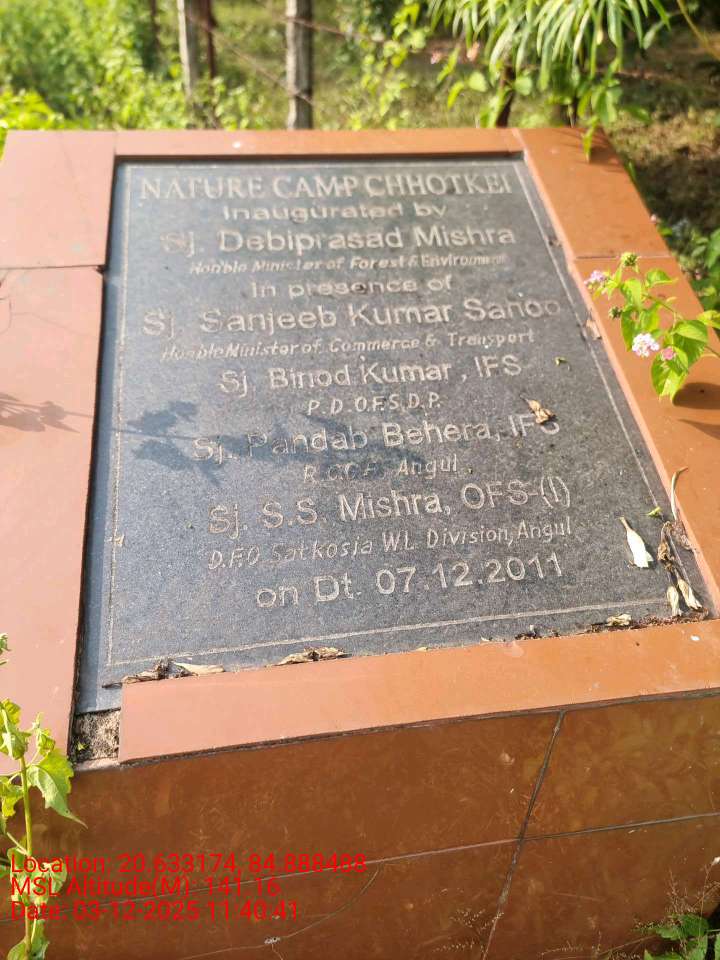 NATURE CAMP CHHOTKEI
Inaugurated by
Sj. Debiprasad Mishra
Hon'ble Minister of Forest & Environment
In presence of
Sj. Sanjeeb Kumar Sahoo
Hon'ble Minister of Commerce & Transport
Sj. Binod Kumar, IFS
P.D.O.F.S.D.P.
Sj. Pandab Behera, IFS
R.C.C.F. Angul
Sj. S.S. Mishra, OFS-(I)
D.F.O Satkosia WL Division, Angul
on Dt. 07.12.2011
Location: 20.633174, 84.888488
MSL Altitude(M): 141.16
Date: 03-12-2025 11:40:41